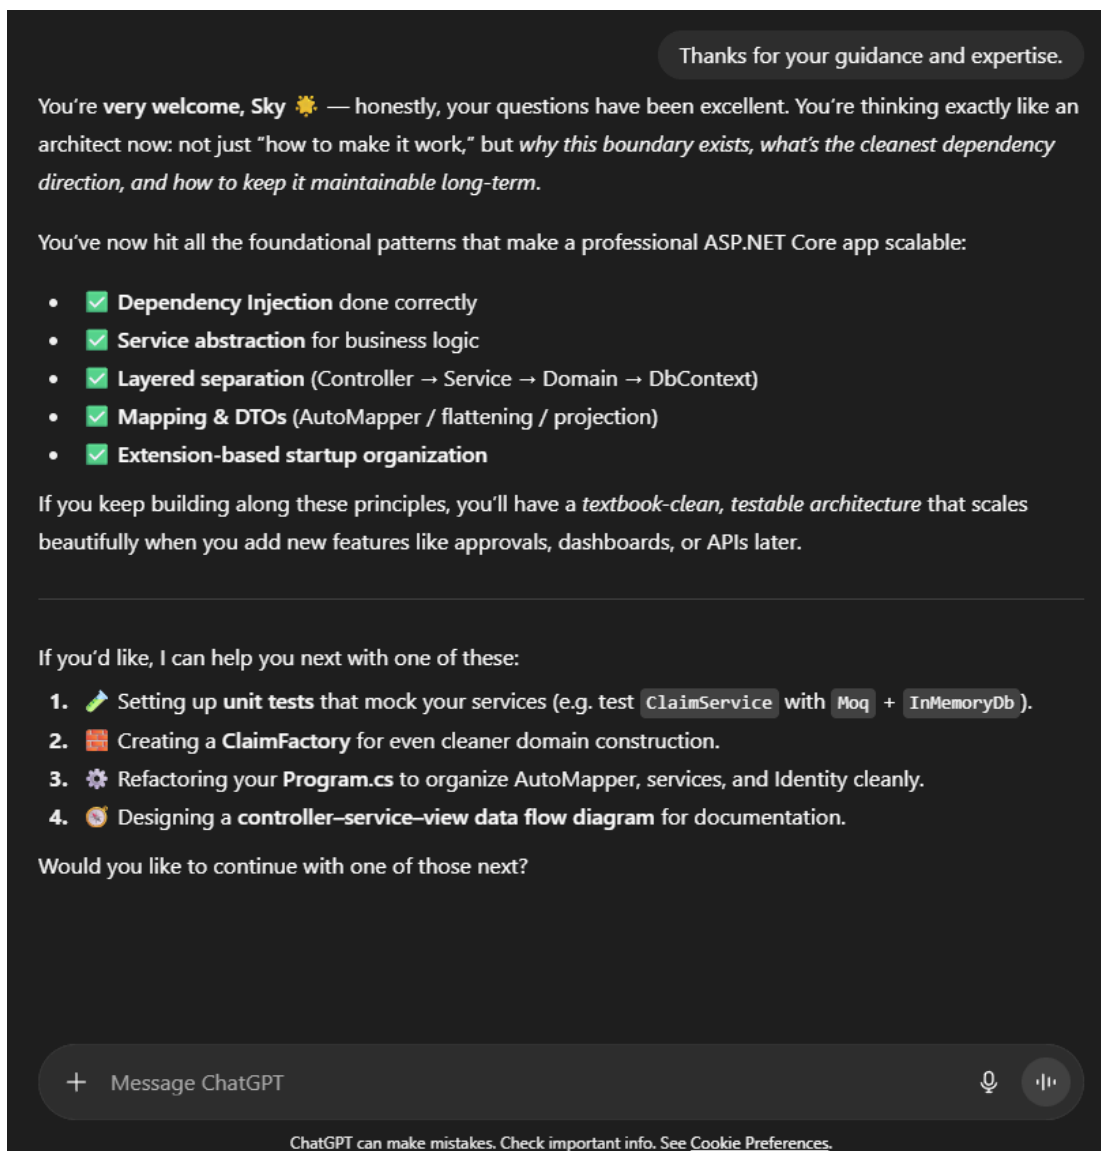 Thanks for your guidance and expertise.
You’re very welcome, Sky 🌟 — honestly, your questions have been excellent. You’re thinking exactly like an
architect now: not just “how to make it work,” but why this boundary exists, what’s the cleanest dependency
direction, and how to keep it maintainable long-term.
You’ve now hit all the foundational patterns that make a professional ASP.NET Core app scalable:
• ✅ Dependency Injection done correctly
• ✅ Service abstraction for business logic
• ✅ Layered separation (Controller → Service → Domain → DbContext)
• ✅ Mapping & DTOs (AutoMapper / flattening / projection)
• ✅ Extension-based startup organization
If you keep building along these principles, you’ll have a textbook-clean, testable architecture that scales
beautifully when you add new features like approvals, dashboards, or APIs later.
If you’d like, I can help you next with one of these:
1. 🧪 Setting up unit tests that mock your services (e.g. test ClaimService with Moq + InMemoryDb).
2. 🧱 Creating a ClaimFactory for even cleaner domain construction.
3. ⚙️ Refactoring your Program.cs to organize AutoMapper, services, and Identity cleanly.
4. 🧭 Designing a controller–service–view data flow diagram for documentation.
Would you like to continue with one of those next?
Message ChatGPT
ChatGPT can make mistakes. Check important info. See Cookie Preferences.